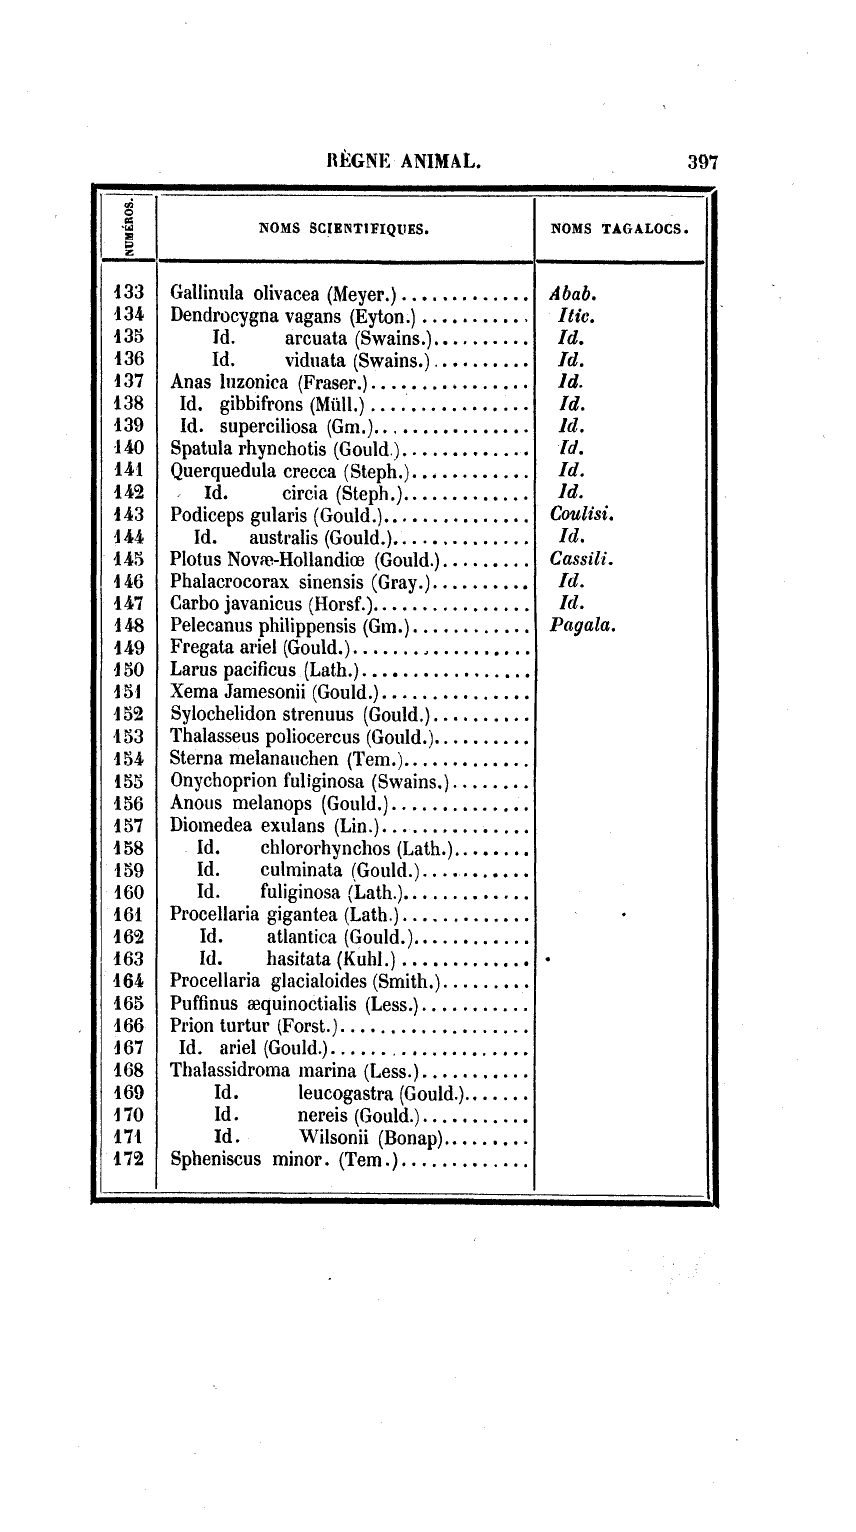 RÈGNE ANIMAL. 397
NUMÉROS. NOMS SCIENTIFIQUES. NOMS TAGALOCS.
133 Gallinula olivacea (Meyer.)............. Abab.
134 Dendrocygna vagans (Eyton.)........... Itic.
135 Id. arcuata (Swains.).......... Id.
136 Id. viduata (Swains.).......... Id.
137 Anas luzonica (Fraser.)................ Id.
138 Id. gibbifrons (Müll.)................ Id.
139 Id. superciliosa (Gm.)................ Id.
140 Spatula rhynchotis (Gould.)............. Id.
141 Querquedula crecca (Steph.)............ Id.
142 Id. circia (Steph.)............. Id.
143 Podiceps gularis (Gould.)............... Coulisi.
144 Id. australis (Gould.).............. Id.
145 Plotus Novæ-Hollandiœ (Gould.)......... Cassili.
146 Phalacrocorax sinensis (Gray.).......... Id.
147 Carbo javanicus (Horsf.)................ Id.
148 Pelecanus philippensis (Gm.)............ Pagala.
149 Fregata ariel (Gould.)..................
150 Larus pacificus (Lath.).................
151 Xema Jamesonii (Gould.)...............
152 Sylochelidon strenuus (Gould.)..........
153 Thalasseus poliocercus (Gould.)..........
154 Sterna melanauchen (Tem.).............
155 Onychoprion fuliginosa (Swains.)........
156 Anous melanops (Gould.)..............
157 Diomedea exulans (Lin.)...............
158 Id. chlororhynchos (Lath.)........
159 Id. culminata (Gould.)...........
160 Id. fuliginosa (Lath.).............
161 Procellaria gigantea (Lath.).............
162 Id. atlantica (Gould.)............
163 Id. hasitata (Kuhl.).............
164 Procellaria glacialoides (Smith.).........
165 Puffinus æquinoctialis (Less.)...........
166 Prion turtur (Forst.)...................
167 Id. ariel (Gould.)....................
168 Thalassidroma marina (Less.)...........
169 Id. leucogastra (Gould.).......
170 Id. nereis (Gould.)...........
171 Id. Wilsonii (Bonap).........
172 Spheniscus minor. (Tem.).............